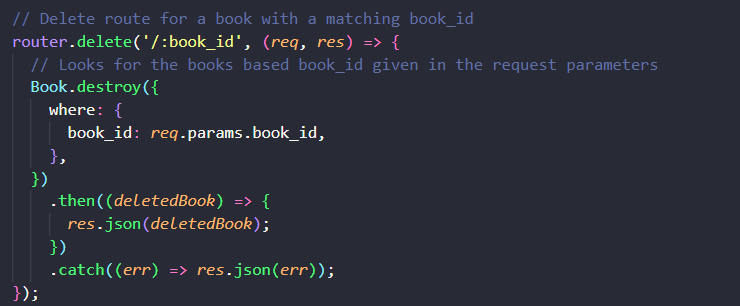 // Delete route for a book with a matching book_id
router.delete('/:book_id', (req, res) => {
  // Looks for the books based book_id given in the request parameters
  Book.destroy({
    where: {
      book_id: req.params.book_id,
    },
  })
    .then((deletedBook) => {
      res.json(deletedBook);
    })
    .catch((err) => res.json(err));
});